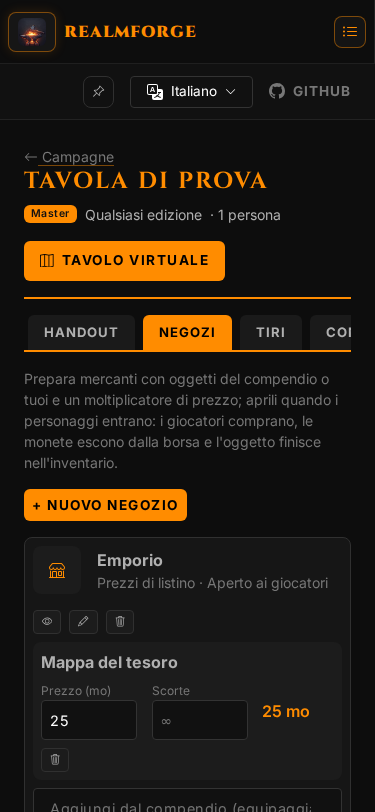 REALMFORGE
Italiano
GITHUB
Campagne
TAVOLA DI PROVA
Master Qualsiasi edizione · 1 persona
TAVOLO VIRTUALE
HANDOUT NEGOZI TIRI
Prepara mercanti con oggetti del compendio o
tuoi e un moltiplicatore di prezzo; aprili quando i
personaggi entrano: i giocatori comprano, le
monete escono dalla borsa e l'oggetto finisce
nell'inventario.
+ NUOVO NEGOZIO
Emporio
Prezzi di listino · Aperto ai giocatori
Mappa del tesoro
Prezzo (mo) Scorte
25 ∞ 25 mo
Aggiungi dal compendio